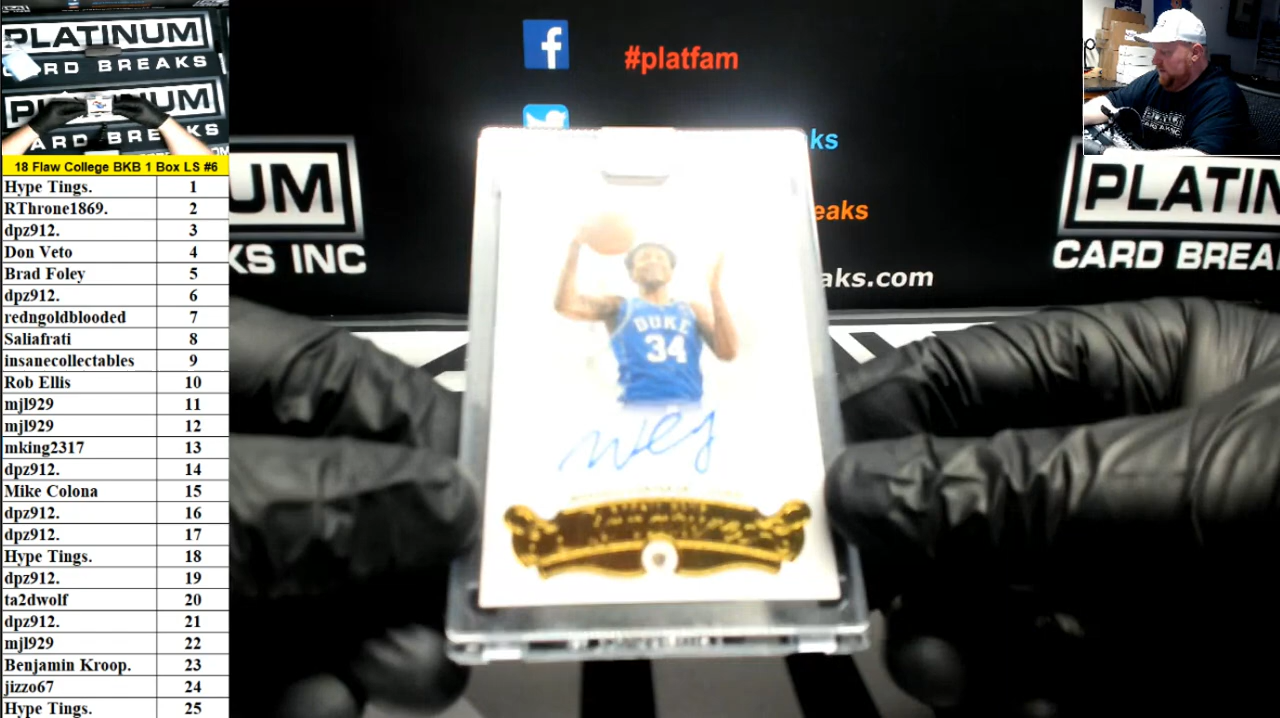 PLATINUM
CARD BREAKS
PLATINUM
ARD BREAKS
18 Flaw College BKB 1 Box LS #6
Hype Tings. 1
RThrone1869. 2
dpz912. 3
Don Veto 4
Brad Foley 5
dpz912. 6
redngoldblooded 7
Saliafrati 8
insanecollectables 9
Rob Ellis 10
mjl929 11
mjl929 12
mking2317 13
dpz912. 14
Mike Colona 15
dpz912. 16
dpz912. 17
Hype Tings. 18
dpz912. 19
ta2dwolf 20
dpz912. 21
mjl929 22
Benjamin Kroop. 23
jizzo67 24
Hype Tings. 25
f
#platfam
ks
eaks
aks.com
UM
KS INC
PLATIN
CARD BREA
DUKE
34